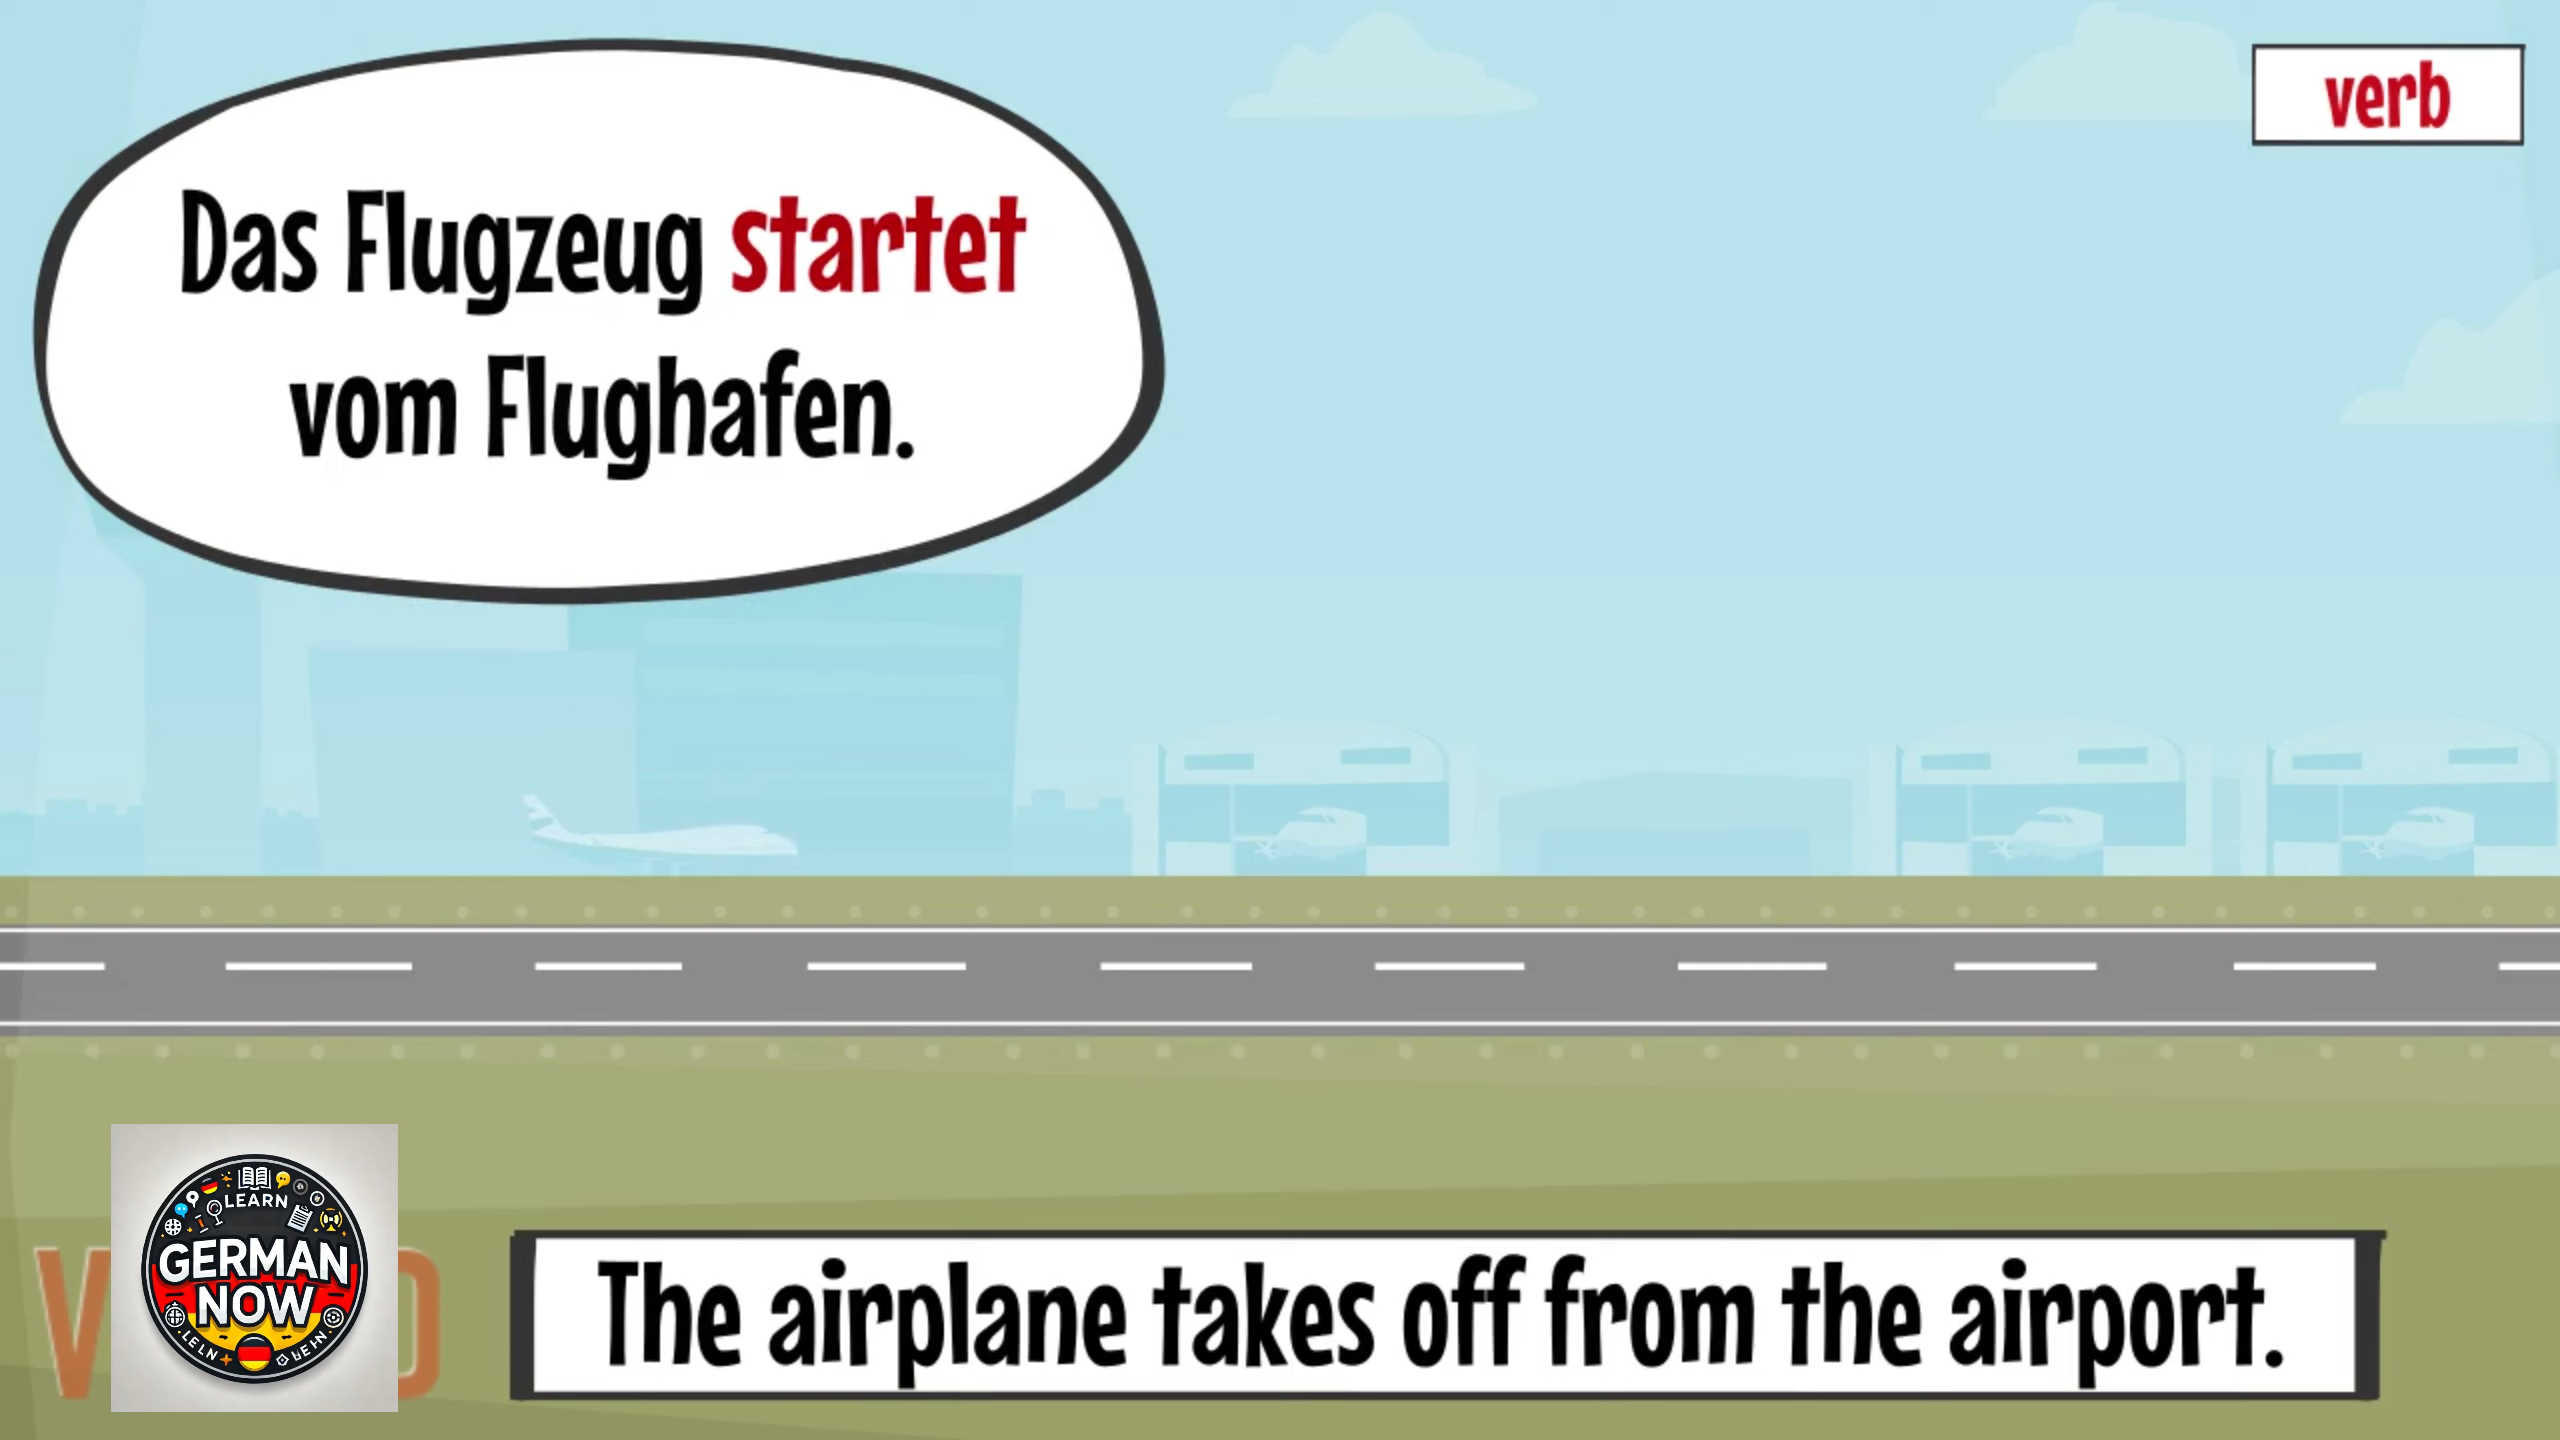 Das Flugzeug startet
vom Flughafen.
verb
LEARN
GERMAN
NOW
The airplane takes off from the airport.